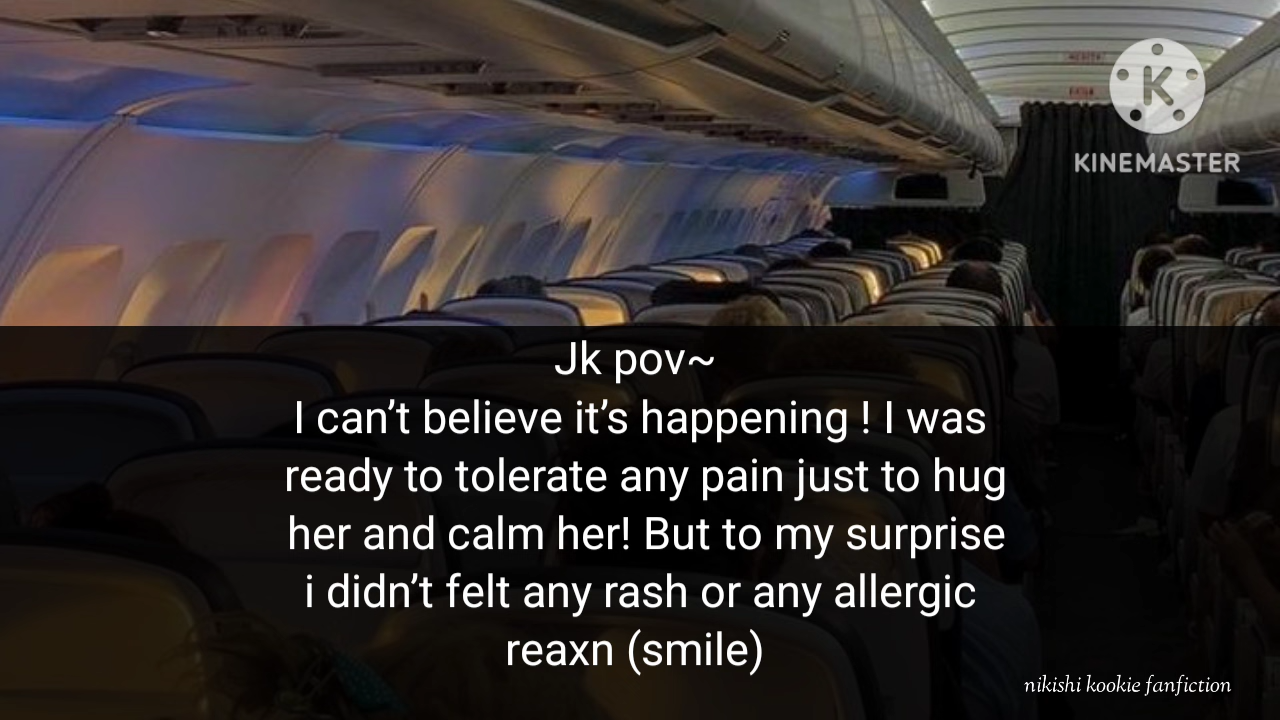 K
KINEMASTER
Jk pov~
I can’t believe it’s happening ! I was
ready to tolerate any pain just to hug
her and calm her! But to my surprise
i didn’t felt any rash or any allergic
reaxn (smile)
nikishi kookie fanfiction